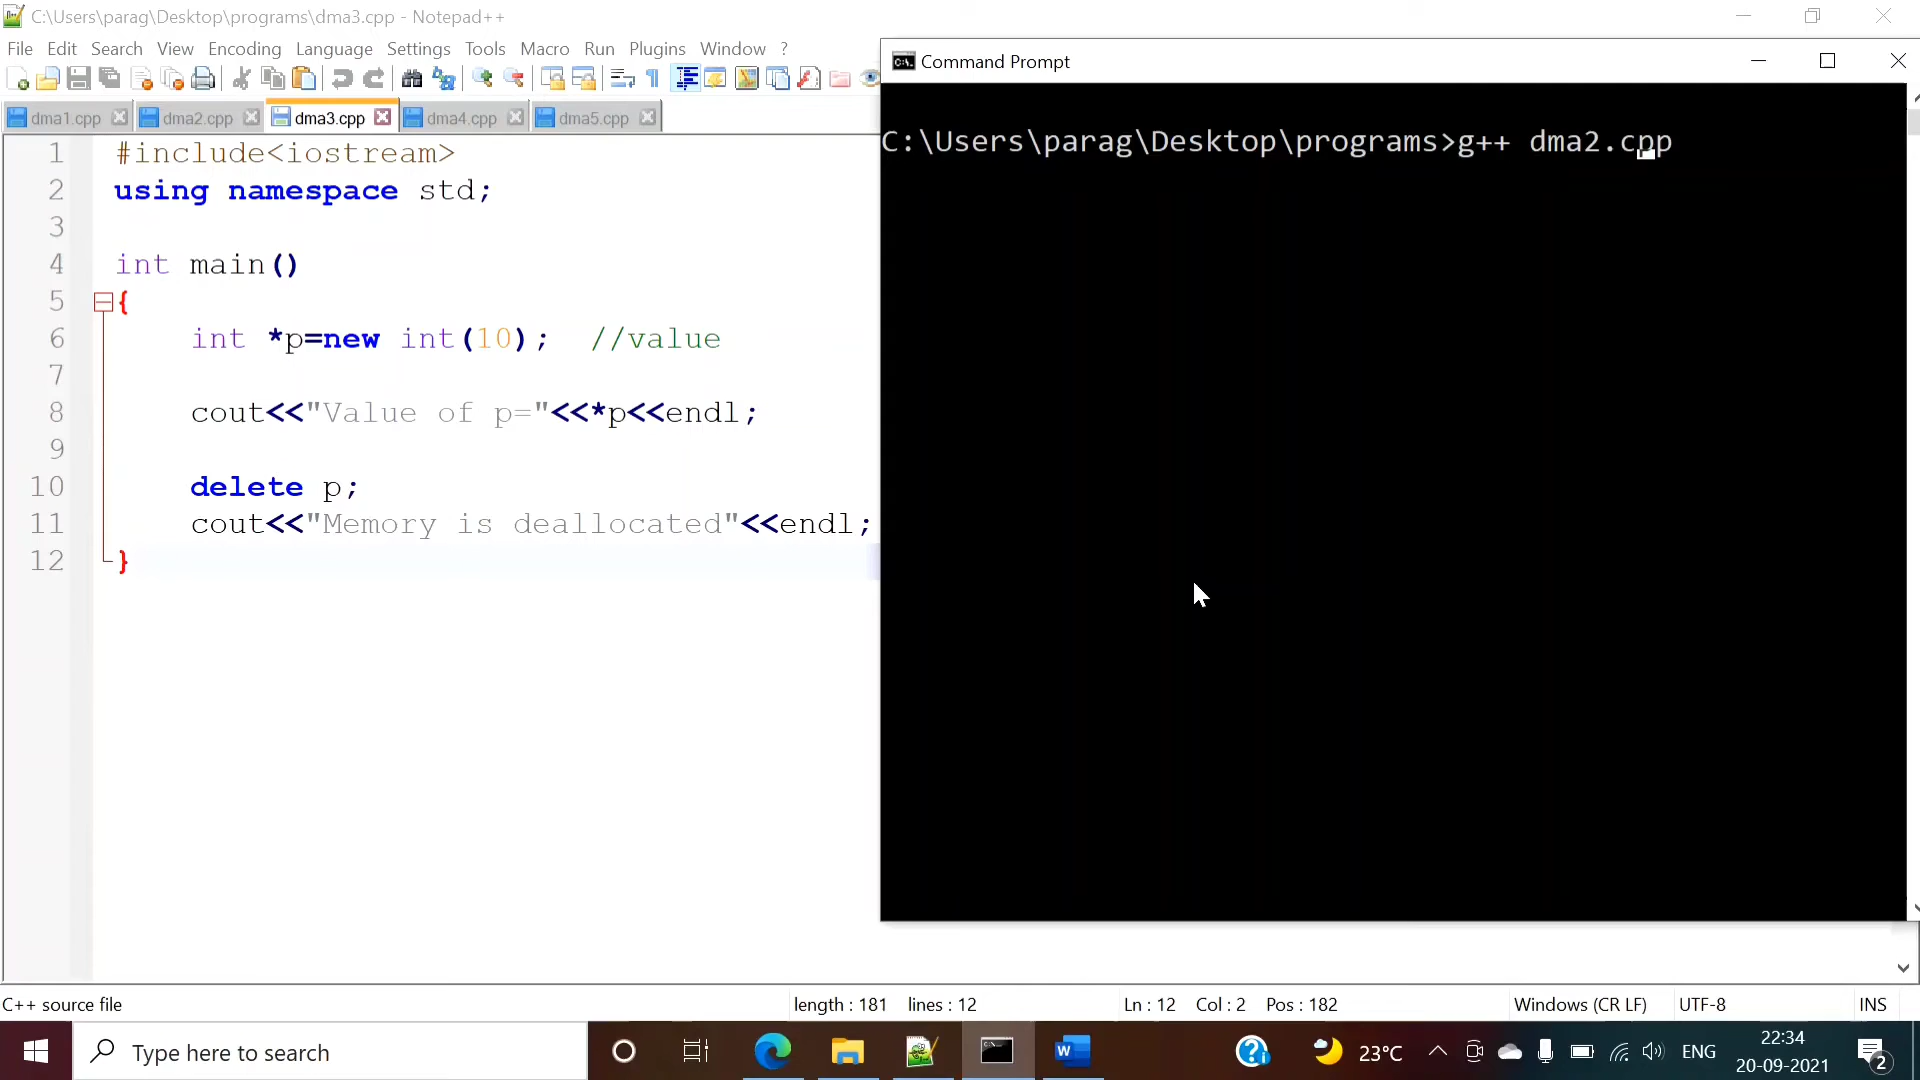 C:\Users\parag\Desktop\programs\dma3.cpp - Notepad++
File Edit Search View Encoding Language Settings Tools Macro Run Plugins Window ?
Command Prompt
dma1.cpp dma2.cpp dma3.cpp dma4.cpp dma5.cpp
C:\Users\parag\Desktop\programs>g++ dma2.cpp
1 #include<iostream>
2 using namespace std;
3
4 int main()
5 {
6 int *p=new int(10); //value
7
8 cout<<"Value of p="<<*p<<endl;
9
10 delete p;
11 cout<<"Memory is deallocated"<<endl;
12 }
C++ source file length : 181 lines : 12 Ln : 12 Col : 2 Pos : 182 Windows (CR LF) UTF-8 INS
Type here to search
23°C ENG 22:34
20-09-2021
2